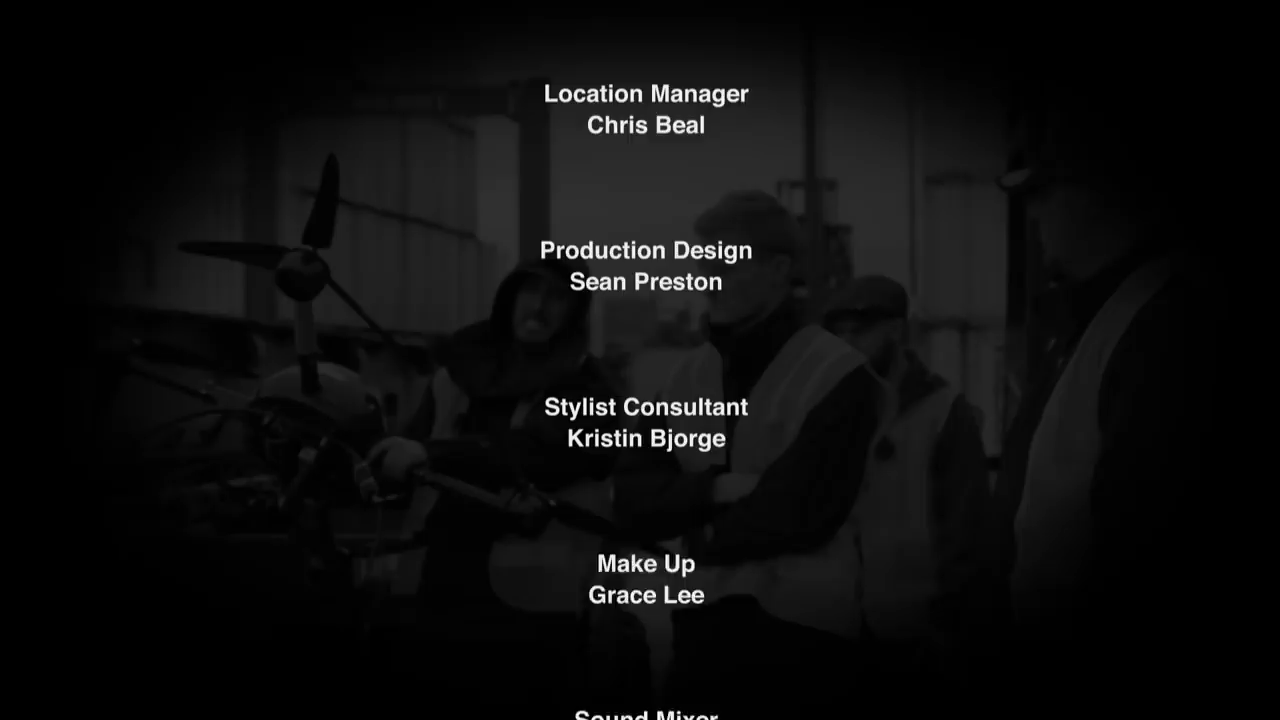 Location Manager
Chris Beal
Production Design
Sean Preston
Stylist Consultant
Kristin Bjorge
Make Up
Grace Lee
Sound Mixer